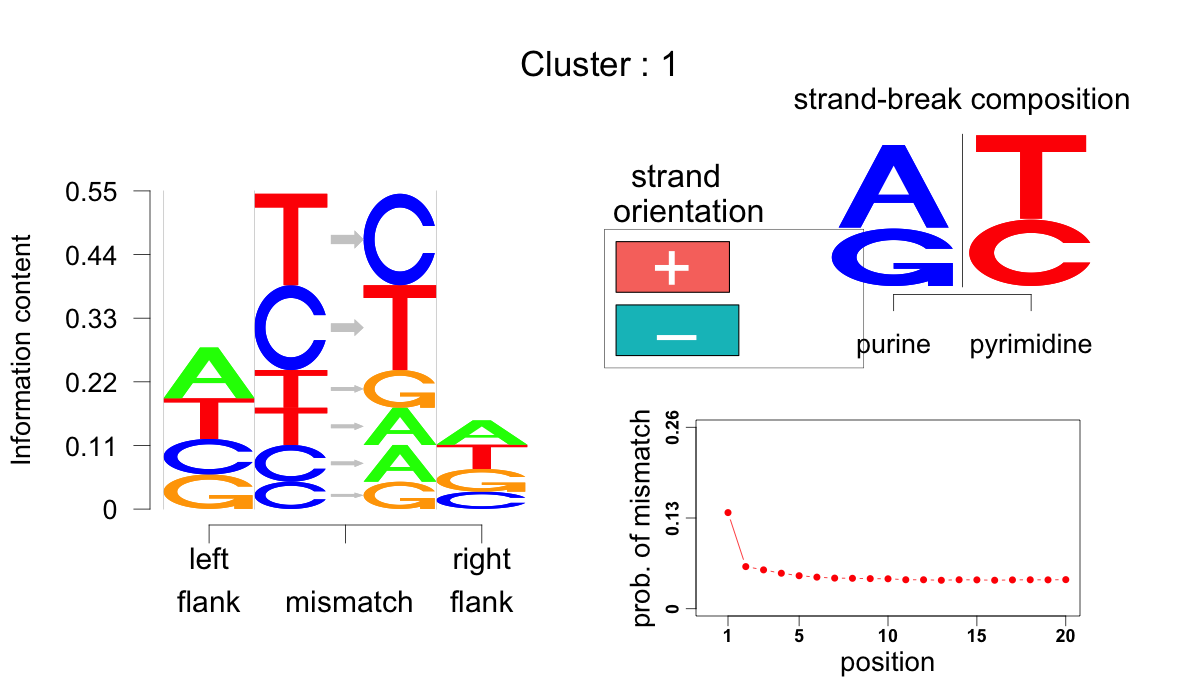 Cluster : 1
strand-break composition
A T
G C
purine pyrimidine
strand
orientation
+
−
Information content
0.55
0.44
0.33
0.22
0.11
0
T C
C T
T G
T A
C A
C G
A
T
C
G
A
T
G
C
left
flank
mismatch
right
flank
prob. of mismatch
0.26
0.13
0
1 5 10 15 20
position